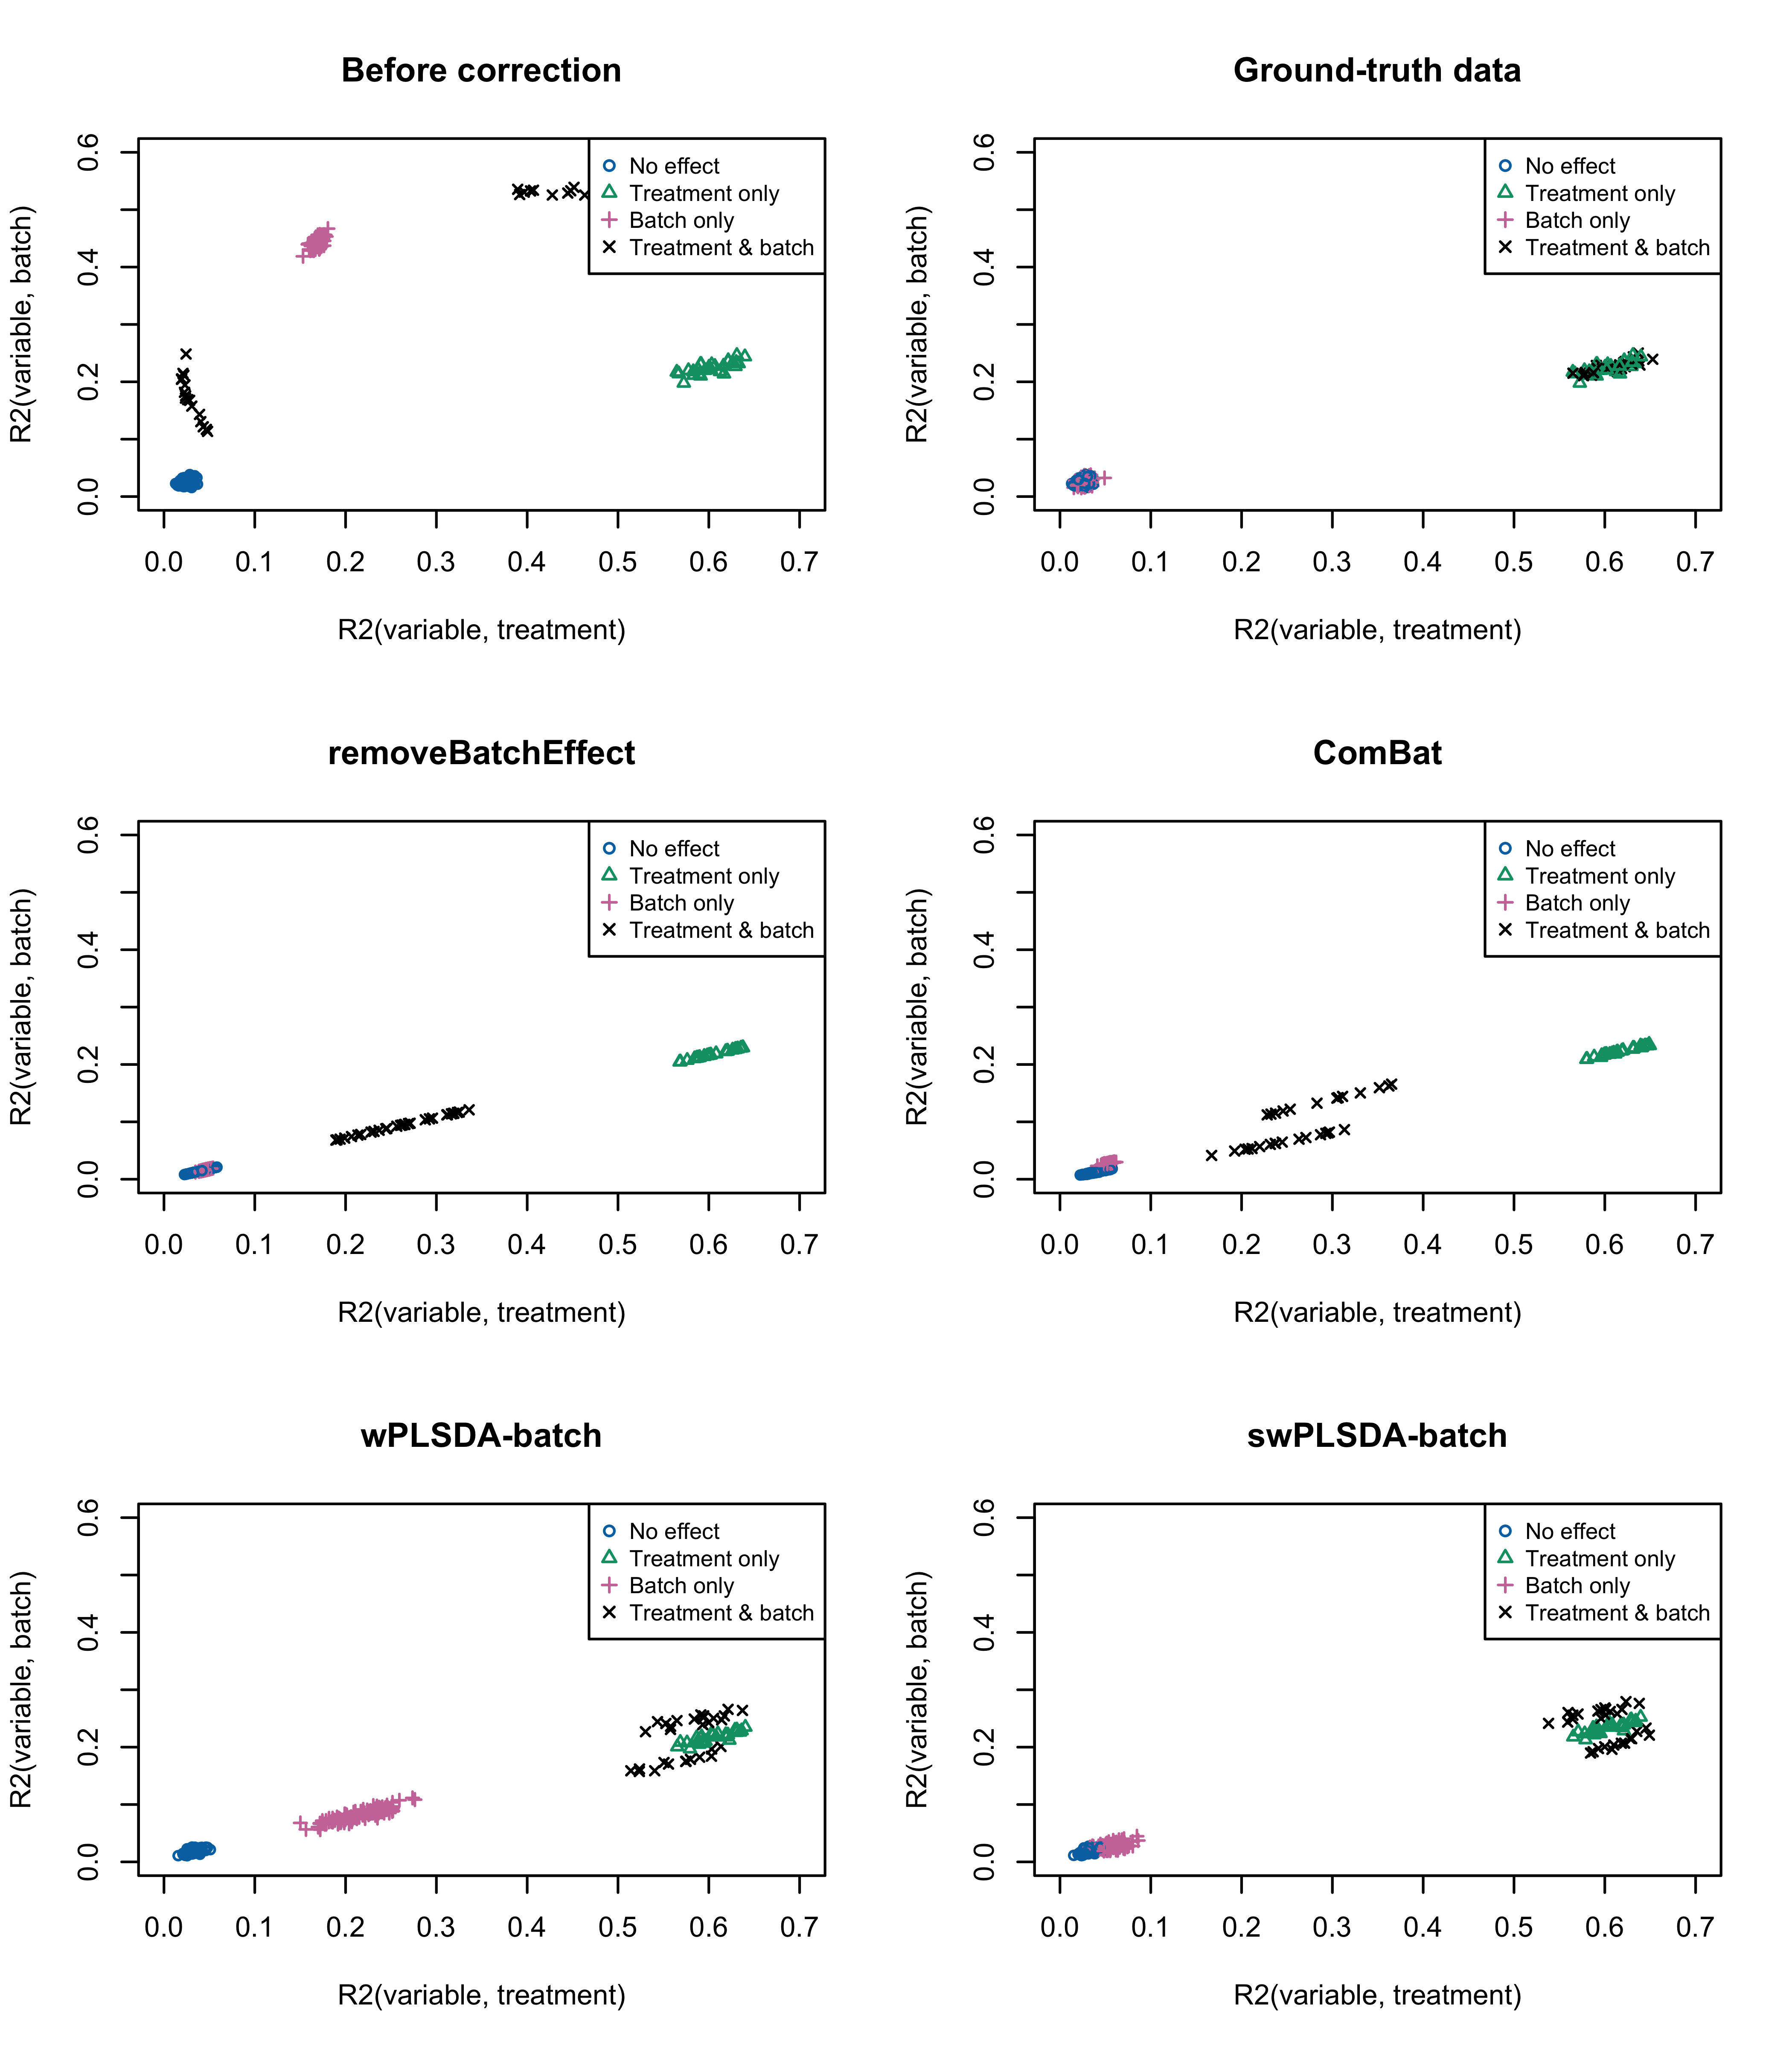 Before correction
R2(variable, batch)
0.0 0.2 0.4 0.6
No effect
Treatment only
Batch only
Treatment & batch
0.0 0.1 0.2 0.3 0.4 0.5 0.6 0.7
R2(variable, treatment)
Ground-truth data
R2(variable, batch)
0.0 0.2 0.4 0.6
No effect
Treatment only
Batch only
Treatment & batch
0.0 0.1 0.2 0.3 0.4 0.5 0.6 0.7
R2(variable, treatment)
removeBatchEffect
R2(variable, batch)
0.0 0.2 0.4 0.6
No effect
Treatment only
Batch only
Treatment & batch
0.0 0.1 0.2 0.3 0.4 0.5 0.6 0.7
R2(variable, treatment)
ComBat
R2(variable, batch)
0.0 0.2 0.4 0.6
No effect
Treatment only
Batch only
Treatment & batch
0.0 0.1 0.2 0.3 0.4 0.5 0.6 0.7
R2(variable, treatment)
wPLSDA-batch
R2(variable, batch)
0.0 0.2 0.4 0.6
No effect
Treatment only
Batch only
Treatment & batch
0.0 0.1 0.2 0.3 0.4 0.5 0.6 0.7
R2(variable, treatment)
swPLSDA-batch
R2(variable, batch)
0.0 0.2 0.4 0.6
No effect
Treatment only
Batch only
Treatment & batch
0.0 0.1 0.2 0.3 0.4 0.5 0.6 0.7
R2(variable, treatment)